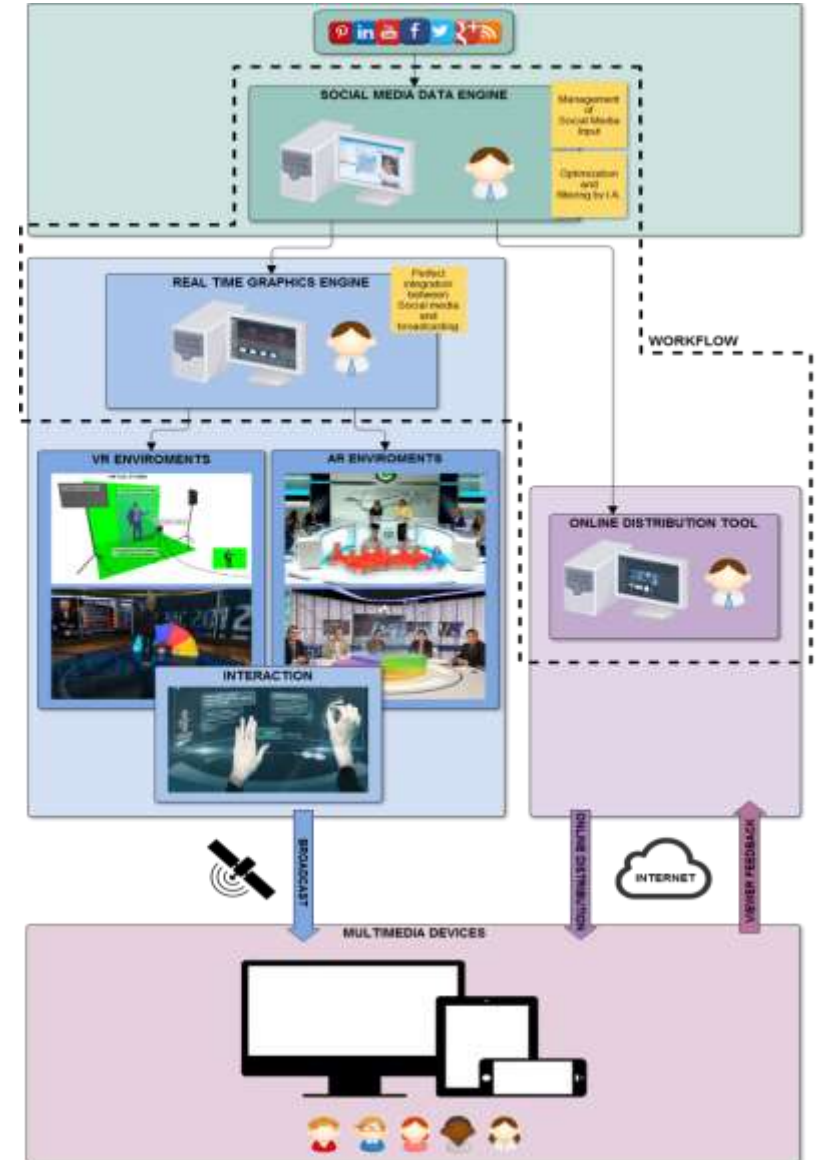 in
f
g+
SOCIAL MEDIA DATA ENGINE
Management
of
Social Media
Input
Optimization
and
filtering by I.A.
REAL TIME GRAPHICS ENGINE
Perfect
integration
between
Social media
and
broadcasting
WORKFLOW
VR ENVIROMENTS
AR ENVIROMENTS
ONLINE DISTRIBUTION TOOL
INTERACTION
BROADCAST
ONLINE DISTRIBUTION
INTERNET
VIEWER FEEDBACK
MULTIMEDIA DEVICES